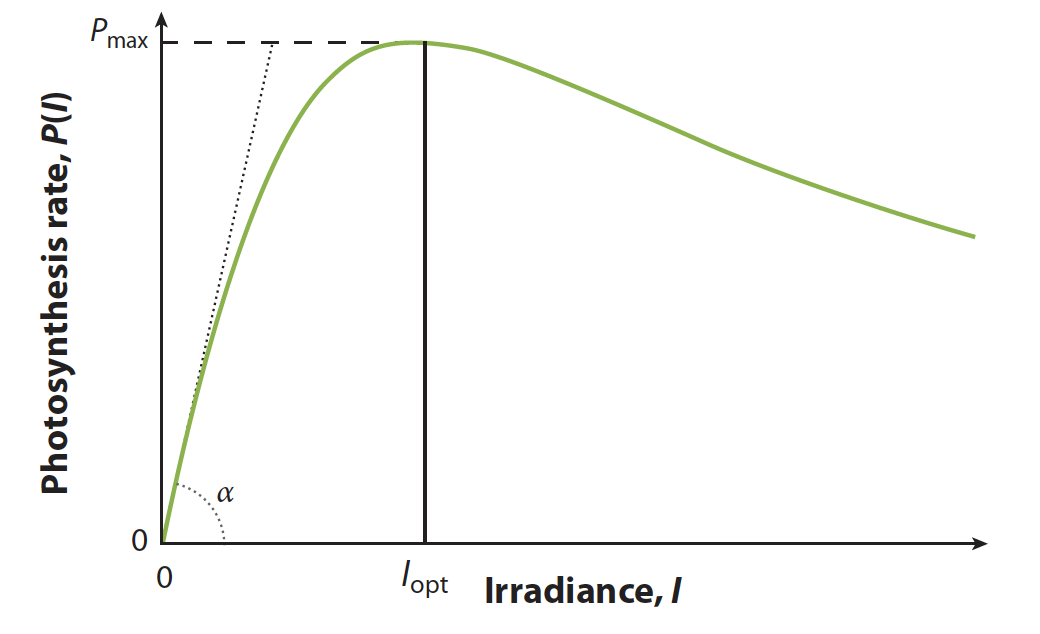 Pmax
Photosynthesis rate, P(I)
α
0
0
Iopt
Irradiance, I